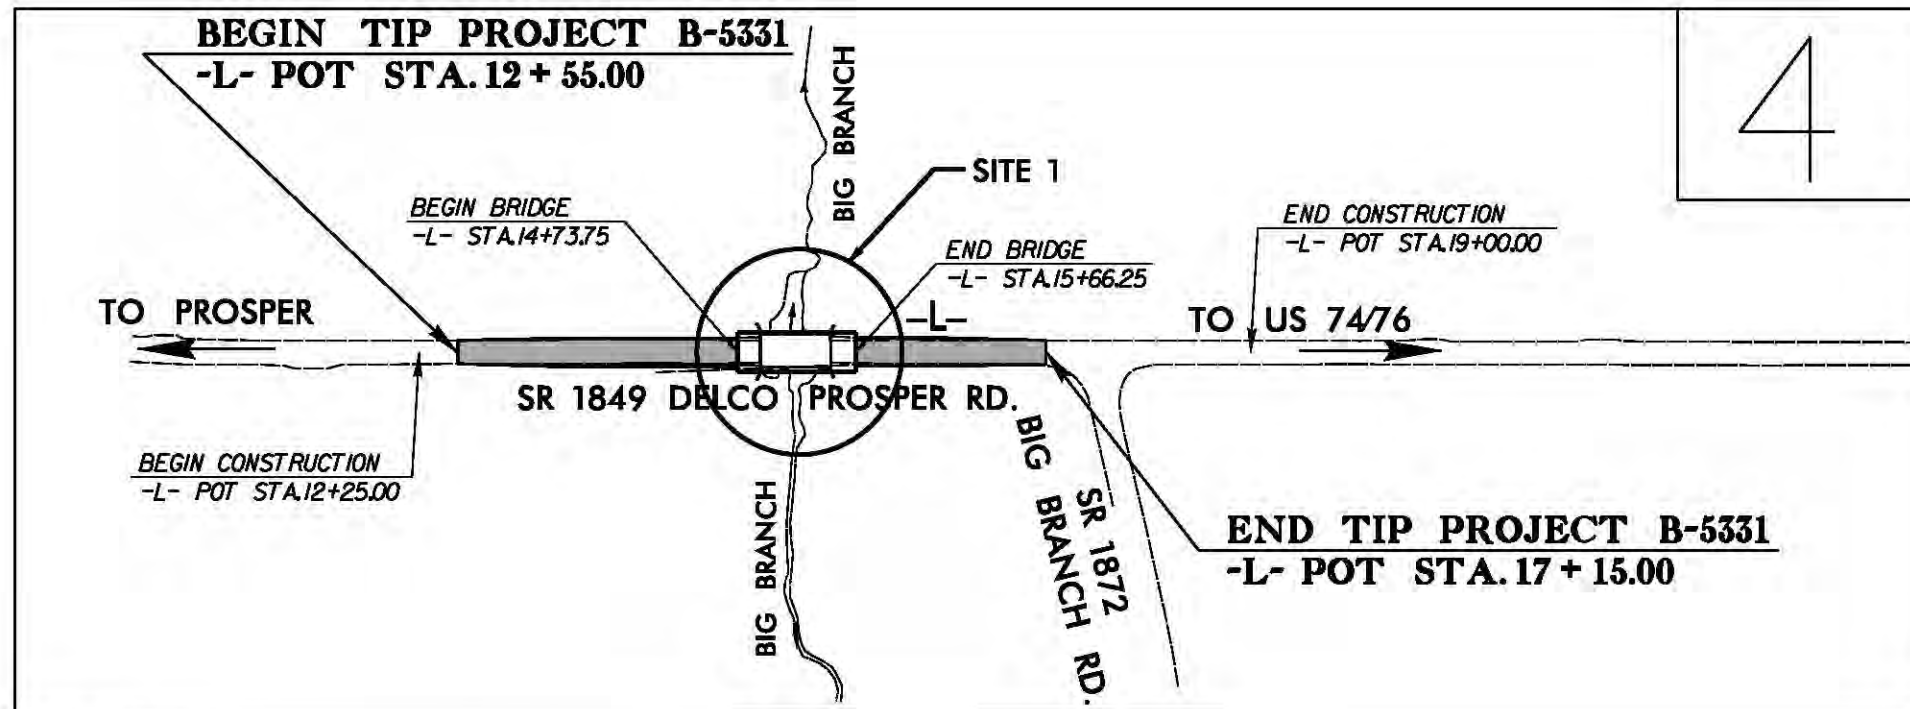 BEGIN TIP PROJECT B-5331
-L- POT STA. 12 + 55.00
4
BIG BRANCH
SITE 1
BEGIN BRIDGE
-L- STA.14+73.75
END BRIDGE
-L- STA.15+66.25
END CONSTRUCTION
-L- POT STA.19+00.00
TO PROSPER
-L-
TO US 74/76
SR 1849 DELCO PROSPER RD.
BEGIN CONSTRUCTION
-L- POT STA.12+25.00
BIG BRANCH
SR 1872
BIG BRANCH RD.
END TIP PROJECT B-5331
-L- POT STA. 17 + 15.00